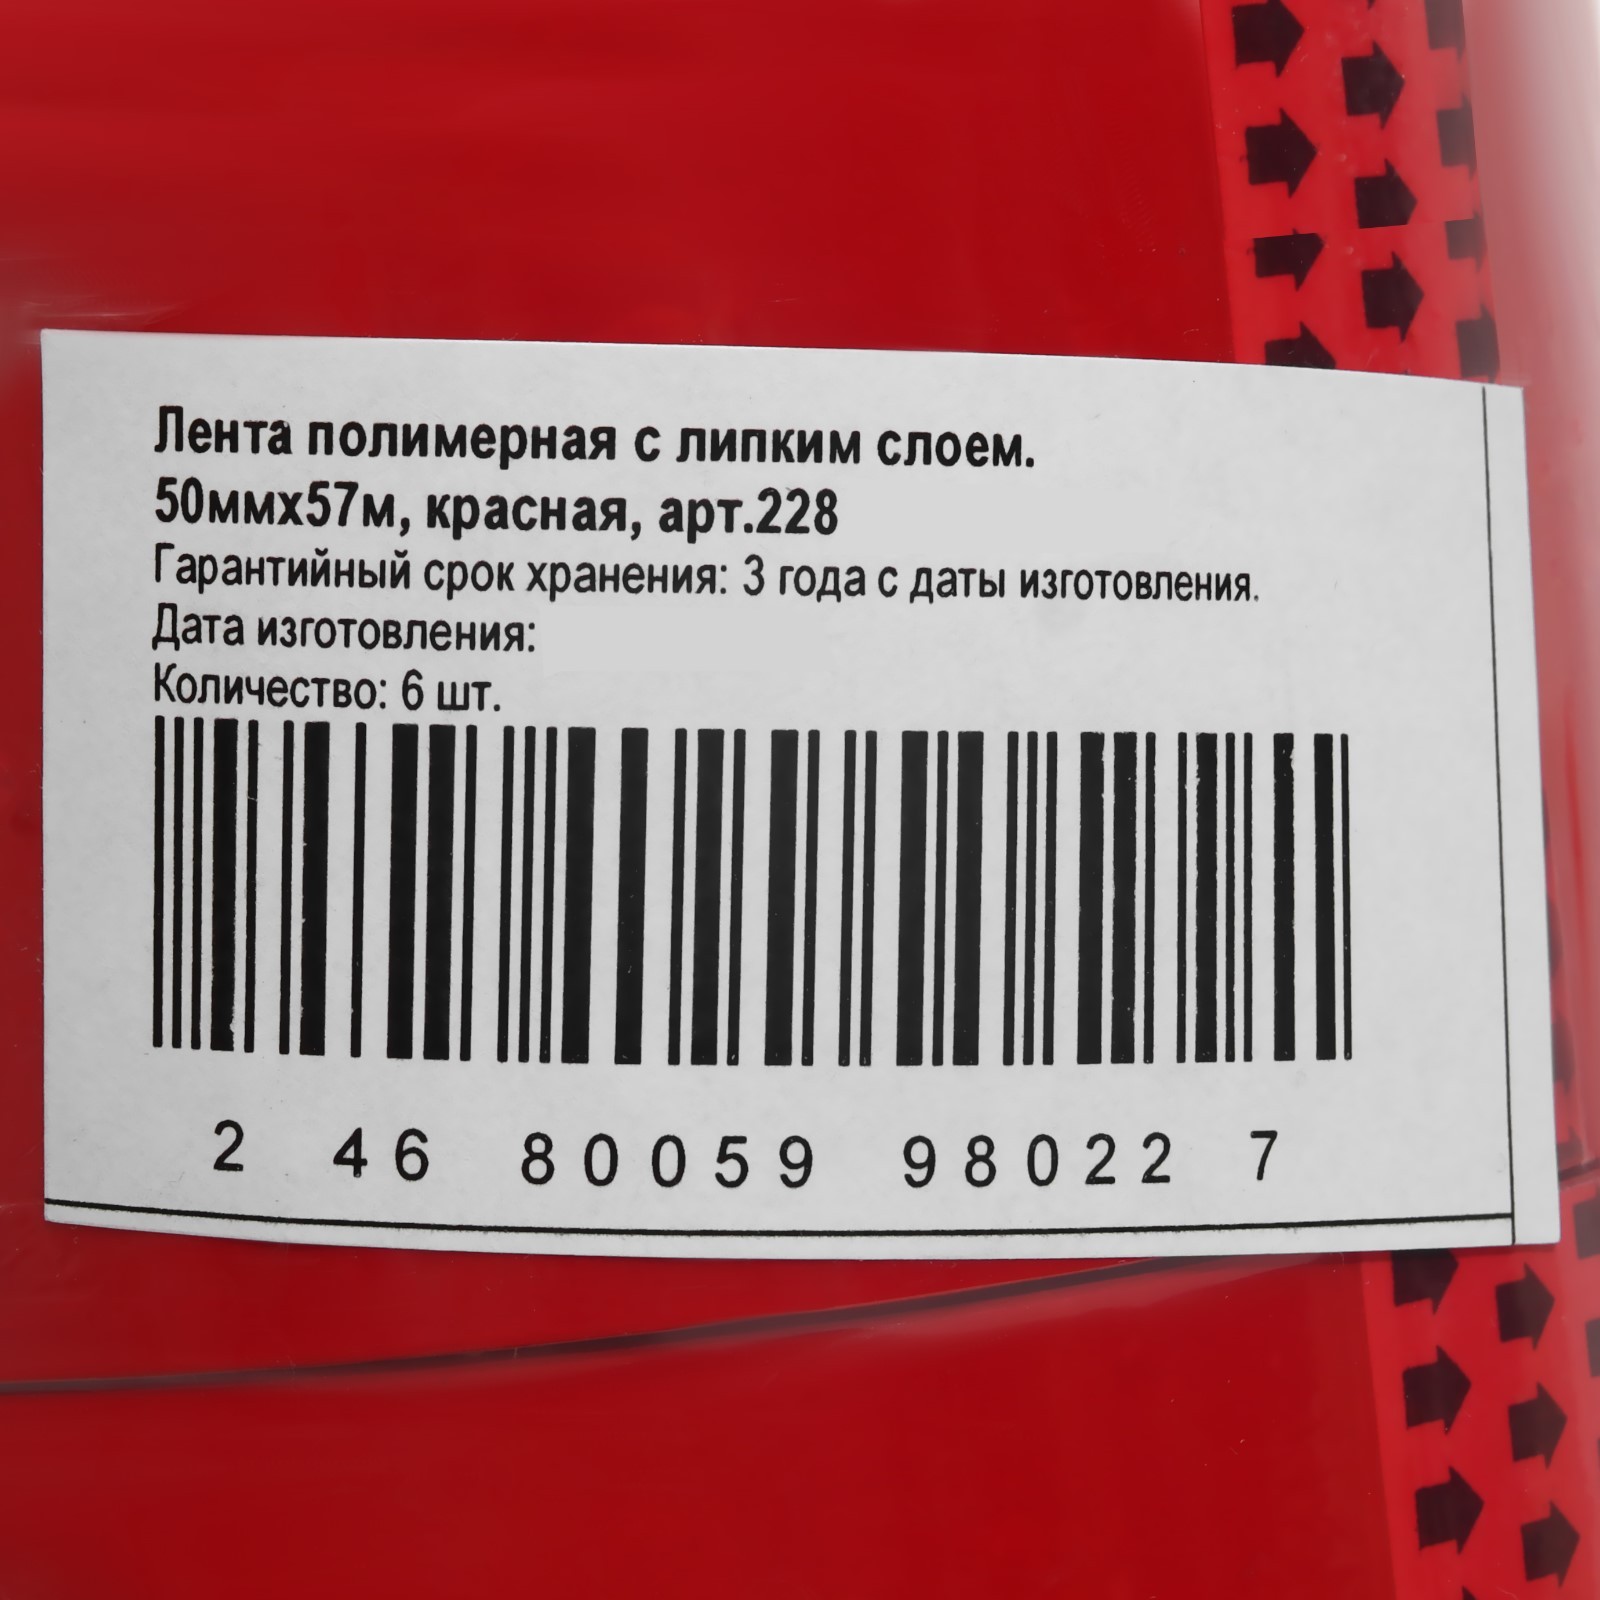 Лента полимерная с липким слоем.
50ммх57м, красная, арт.228
Гарантийный срок хранения: 3 года с даты изготовления.
Дата изготовления:
Количество: 6 шт.
2 46 80059 98022 7